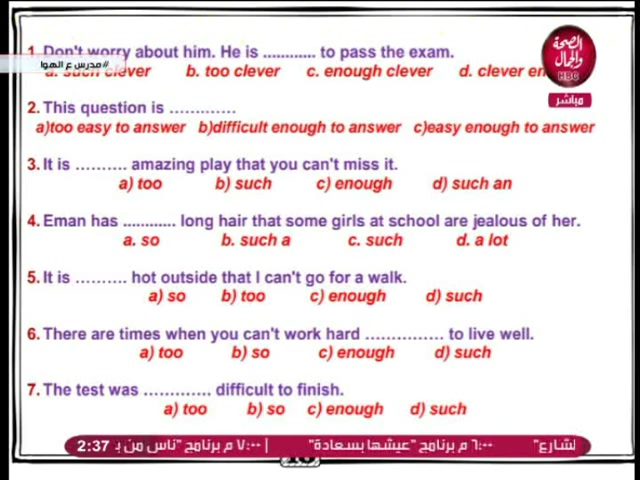 1. Don't worry about him. He is ............ to pass the exam.
#مدرس ع الهوا
a. such clever b. too clever c. enough clever d. clever en
الصحة والجمال
HBC
مباشر
2. This question is .............
a)too easy to answer b)difficult enough to answer c)easy enough to answer
3. It is .......... amazing play that you can't miss it.
a) too b) such c) enough d) such an
4. Eman has ............ long hair that some girls at school are jealous of her.
a. so b. such a c. such d. a lot
5. It is .......... hot outside that I can't go for a walk.
a) so b) too c) enough d) such
6. There are times when you can't work hard ............... to live well.
a) too b) so c) enough d) such
7. The test was ............. difficult to finish.
a) too b) so c) enough d) such
لشارع" ٦:٠٠ م برنامج "عيشها بسعادة" | ٧:٠٠ م برنامج "ناس من ب 2:37